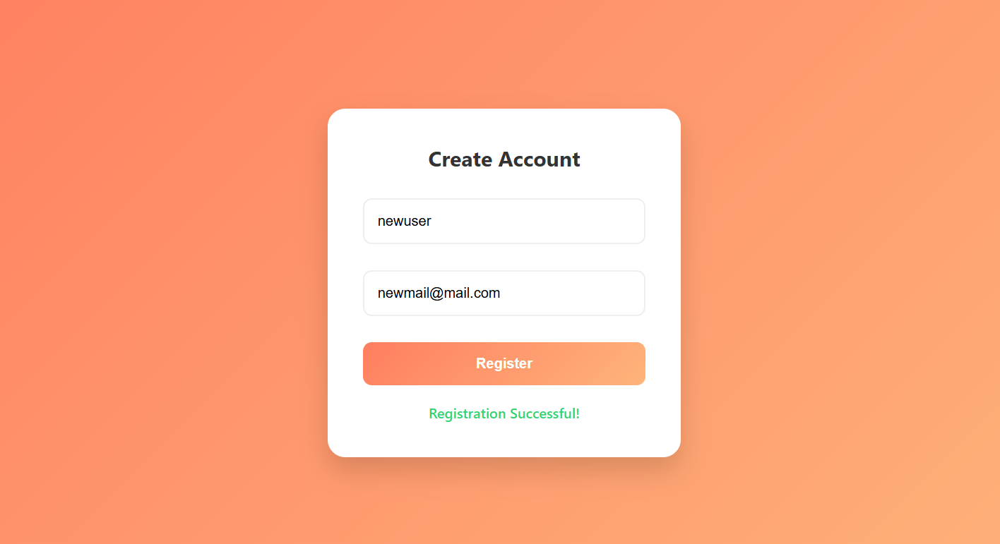 Create Account
newuser
newmail@mail.com
Register
Registration Successful!